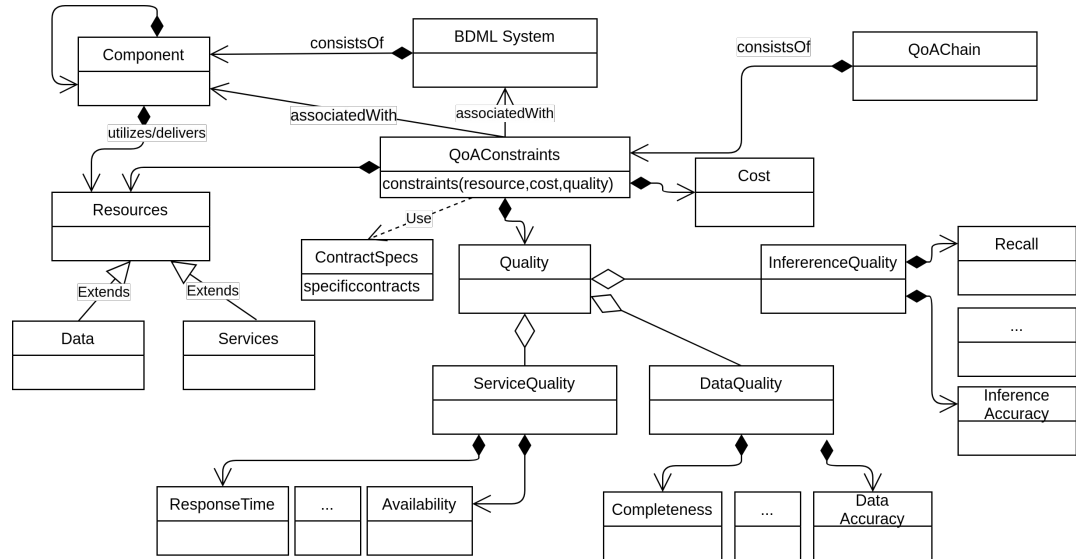 BDML System
consistsOf
Component
QoAChain
consistsOf
associatedWith
associatedWith
utilizes/delivers
QoAConstraints
constraints(resource,cost,quality)
Cost
Resources
Use
ContractSpecs
specificcontracts
Quality
InfererenceQuality
Recall
...
Inference
Accuracy
Extends
Extends
Data
Services
ServiceQuality
DataQuality
ResponseTime
...
Availability
Completeness
...
Data
Accuracy